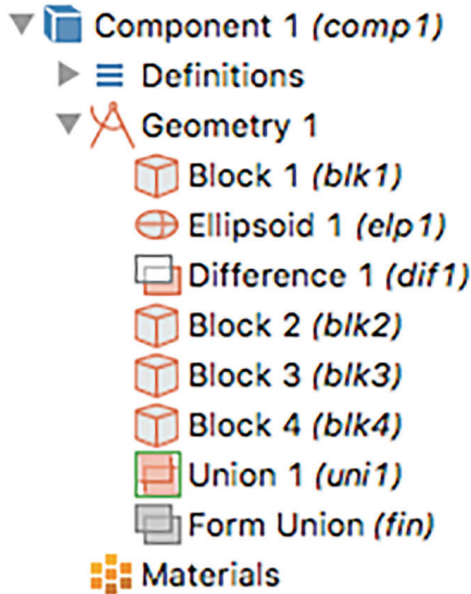 Component 1 (comp1)
Definitions
Geometry 1
Block 1 (blk1)
Ellipsoid 1 (elp1)
Difference 1 (dif1)
Block 2 (blk2)
Block 3 (blk3)
Block 4 (blk4)
Union 1 (uni1)
Form Union (fin)
Materials